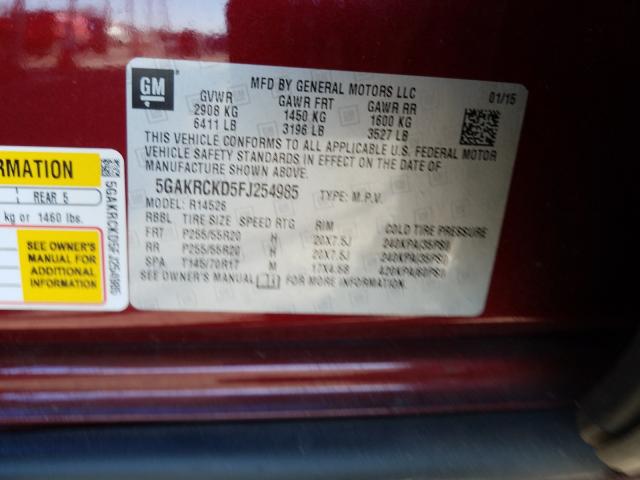 GM
MFD BY GENERAL MOTORS LLC
01/15
GVWR GAWR FRT GAWR RR
2908 KG 1450 KG 1600 KG
6411 LB 3196 LB 3527 LB
THIS VEHICLE CONFORMS TO ALL APPLICABLE U.S. FEDERAL MOTOR
VEHICLE SAFETY STANDARDS IN EFFECT ON THE DATE OF
MANUFACTURE SHOWN ABOVE.
5GAKRCKD5FJ254985 TYPE: M.P.V.
MODEL: R14526
RBBL TIRE SIZE SPEED RTG RIM COLD TIRE PRESSURE
FRT P255/55R20 H 20X7.5J 240KPA(35PSI)
RR P255/55R20 H 20X7.5J 240KPA(35PSI)
SPA T145/70R17 M 17X4.5B 420KPA(60PSI)
SEE OWNER'S MANUAL FOR MORE INFORMATION.
RMATION
REAR 5
kg or 1460 lbs.
SEE OWNER'S
MANUAL FOR
ADDITIONAL
INFORMATION
5GAKRCKD5FJ254985